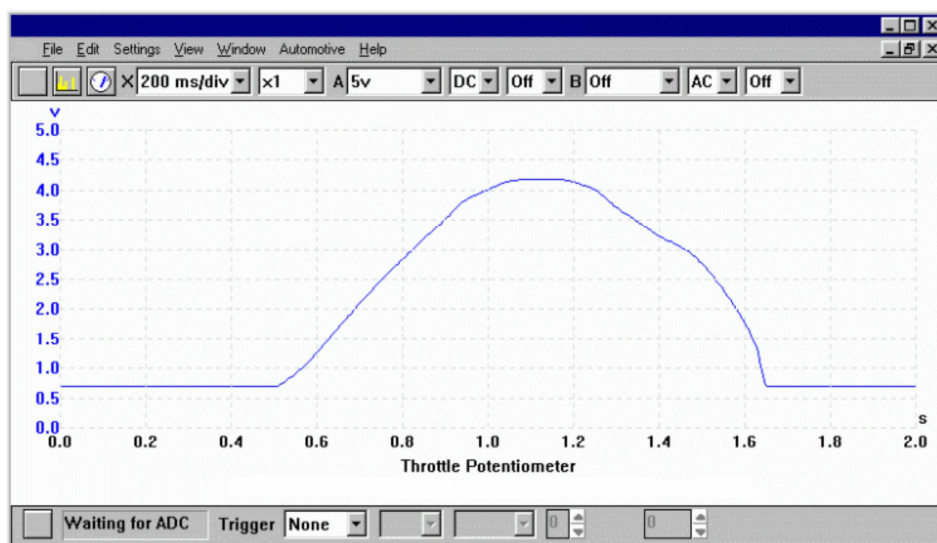 File Edit Settings View Window Automotive Help
X 200 ms/div x1 A 5v DC Off B Off AC Off
v
5.0
4.5
4.0
3.5
3.0
2.5
2.0
1.5
1.0
0.5
0.0
s
0.0 0.2 0.4 0.6 0.8 1.0 1.2 1.4 1.6 1.8 2.0
Throttle Potentiometer
Waiting for ADC Trigger None 0 0